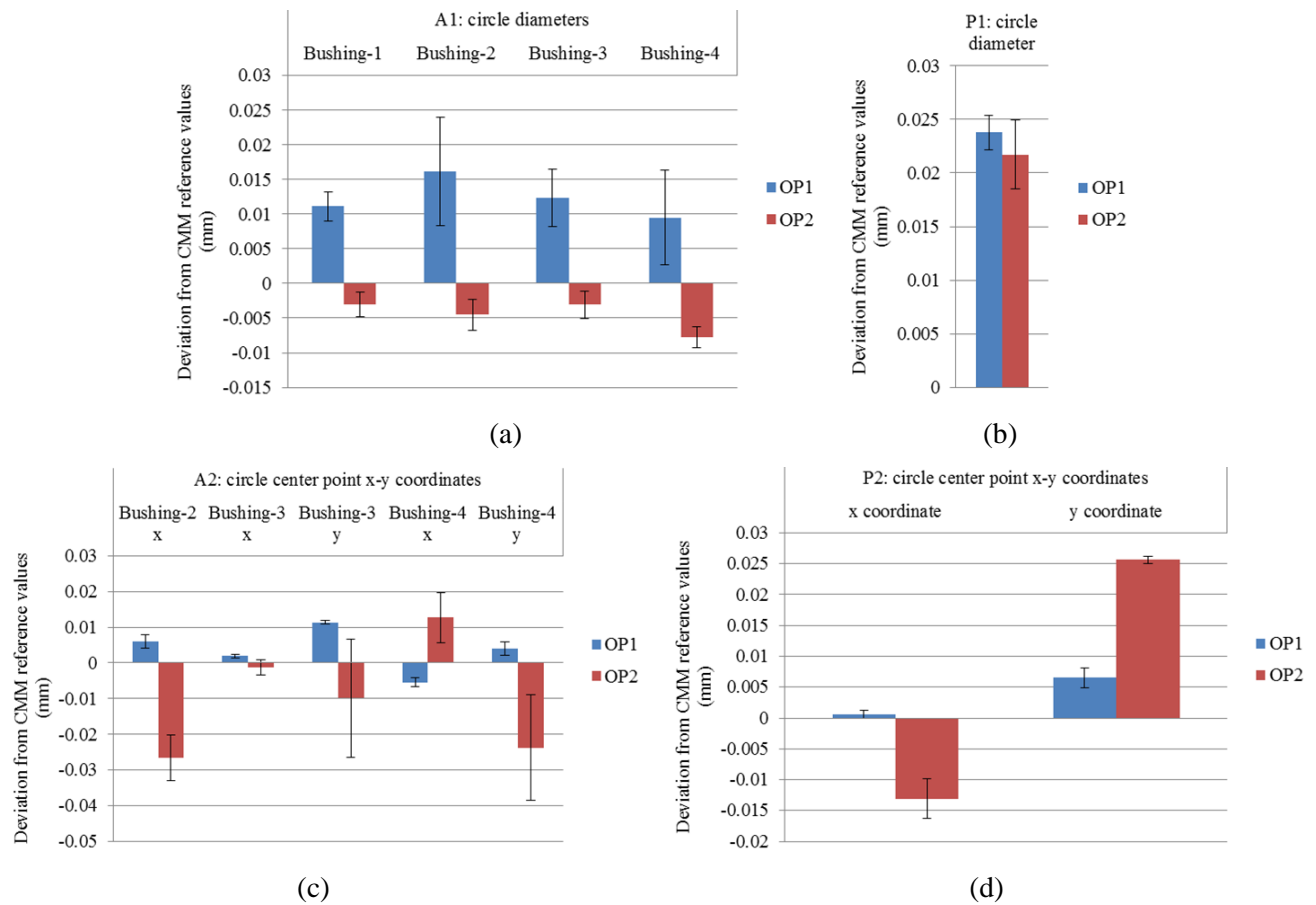 A1: circle diameters
Bushing-1 Bushing-2 Bushing-3 Bushing-4
Deviation from CMM reference values
(mm)
0.03
0.025
0.02
0.015
0.01
0.005
0
-0.005
-0.01
-0.015
OP1
OP2
(a)
P1: circle
diameter
Deviation from CMM reference values
(mm)
0.03
0.025
0.02
0.015
0.01
0.005
0
OP1
OP2
(b)
A2: circle center point x-y coordinates
Bushing-2 Bushing-3 Bushing-3 Bushing-4 Bushing-4
x x y x y
Deviation from CMM reference values
(mm)
0.03
0.02
0.01
0
-0.01
-0.02
-0.03
-0.04
-0.05
OP1
OP2
(c)
P2: circle center point x-y coordinates
x coordinate y coordinate
Deviation from CMM reference values
(mm)
0.03
0.025
0.02
0.015
0.01
0.005
0
-0.005
-0.01
-0.015
-0.02
OP1
OP2
(d)